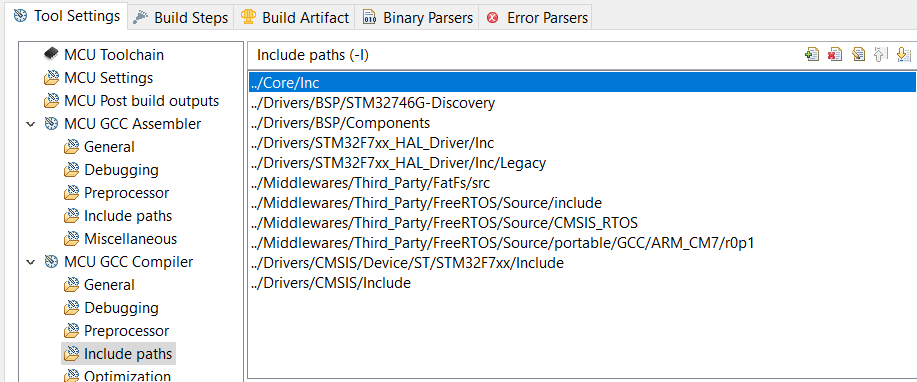 Tool Settings Build Steps Build Artifact Binary Parsers Error Parsers
MCU Toolchain
MCU Settings
MCU Post build outputs
MCU GCC Assembler
General
Debugging
Preprocessor
Include paths
Miscellaneous
MCU GCC Compiler
General
Debugging
Preprocessor
Include paths
Optimization
Include paths (-I)
../Core/Inc
../Drivers/BSP/STM32746G-Discovery
../Drivers/BSP/Components
../Drivers/STM32F7xx_HAL_Driver/Inc
../Drivers/STM32F7xx_HAL_Driver/Inc/Legacy
../Middlewares/Third_Party/FatFs/src
../Middlewares/Third_Party/FreeRTOS/Source/include
../Middlewares/Third_Party/FreeRTOS/Source/CMSIS_RTOS
../Middlewares/Third_Party/FreeRTOS/Source/portable/GCC/ARM_CM7/r0p1
../Drivers/CMSIS/Device/ST/STM32F7xx/Include
../Drivers/CMSIS/Include